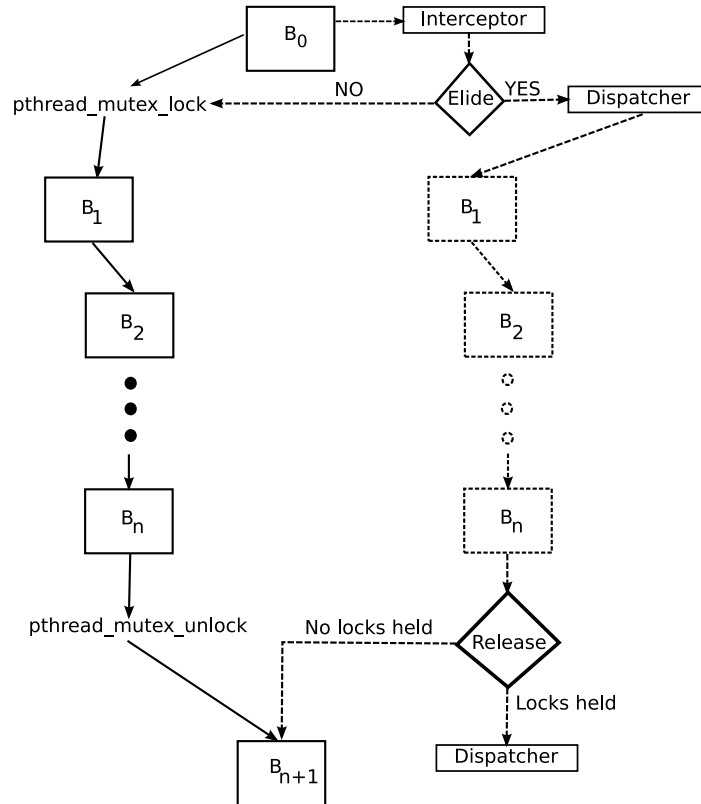 Interceptor
B0
NO
Elide
YES
Dispatcher
pthread_mutex_lock
B1
B1
B2
B2
Bn
Bn
pthread_mutex_unlock
No locks held
Release
Locks held
Bn+1
Dispatcher